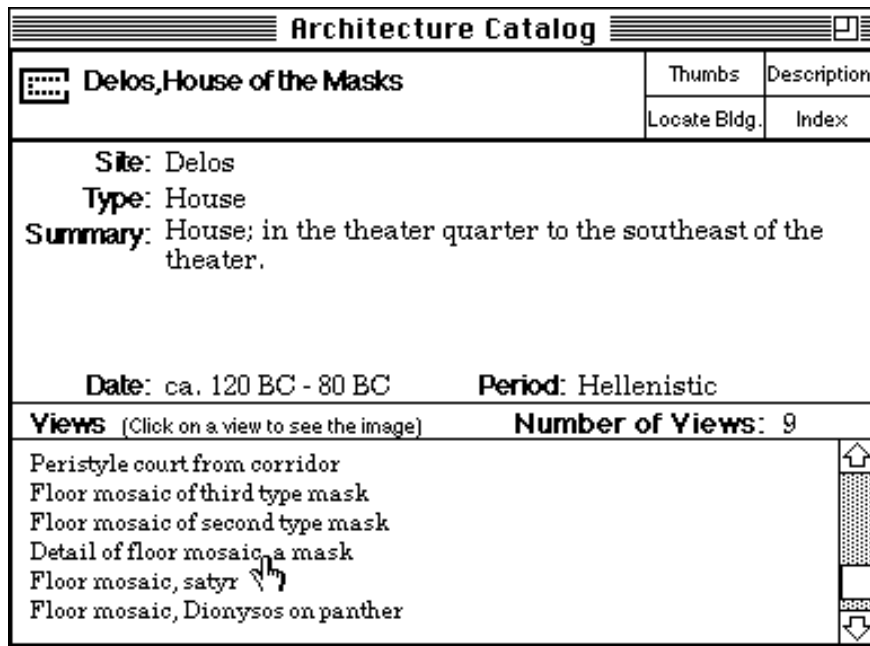 Architecture Catalog
Delos,House of the Masks
Thumbs
Description
Locate Bldg.
Index
Site: Delos
Type: House
Summary: House; in the theater quarter to the southeast of the
theater.
Date: ca. 120 BC - 80 BC
Period: Hellenistic
Views (Click on a view to see the image)
Number of Views: 9
Peristyle court from corridor
Floor mosaic of third type mask
Floor mosaic of second type mask
Detail of floor mosaic, a mask
Floor mosaic, satyr
Floor mosaic, Dionysos on panther